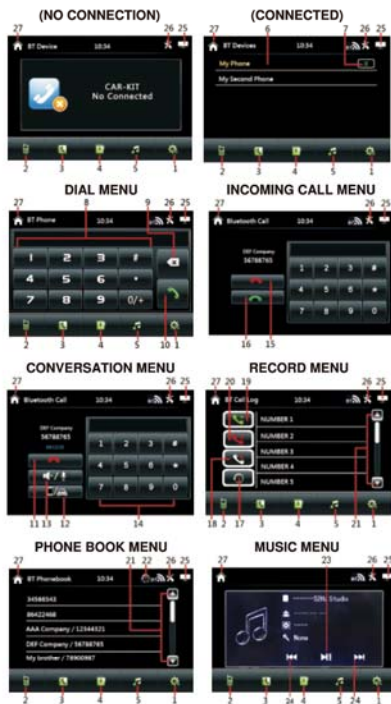 (NO CONNECTION)
(CONNECTED)
27 26 25
27 6 7 26 25
BT Device 10:34
BT Devices 10:34
My Phone
CAR-KIT
No Connected
My Second Phone
2 3 4 5 1
2 3 4 5 1
DIAL MENU
INCOMING CALL MENU
27 8 9 26 25
27 26 25
BT Phone 10:34
Bluetooth Call 10:34
1 2 3 #
4 5 6 *
7 8 9 0/+
DEF Company
56788765
1 2 3 #
4 5 6 *
7 8 9 0
2 3 4 5 10 1
16 15
CONVERSATION MENU
RECORD MENU
27 26 25
27 20 19 26 25
Bluetooth Call 10:34
BT Call Log 10:34
DEF Company
56788765
1 2 3 #
4 5 6 *
7 8 9 0
NUMBER 1
NUMBER 2
NUMBER 3
NUMBER 4
NUMBER 5
11 13 12 14
18 2 17 3 4 21 5 1
PHONE BOOK MENU
MUSIC MENU
27 21 22 26 25
27 23 26 25
BT Phonebook 10:34
34586543
86422468
AAA Company / 12344321
DEF Company / 56788765
My brother / 78900987
Studio
None
2 3 4 5 1
2 3 24 4 5 24 1